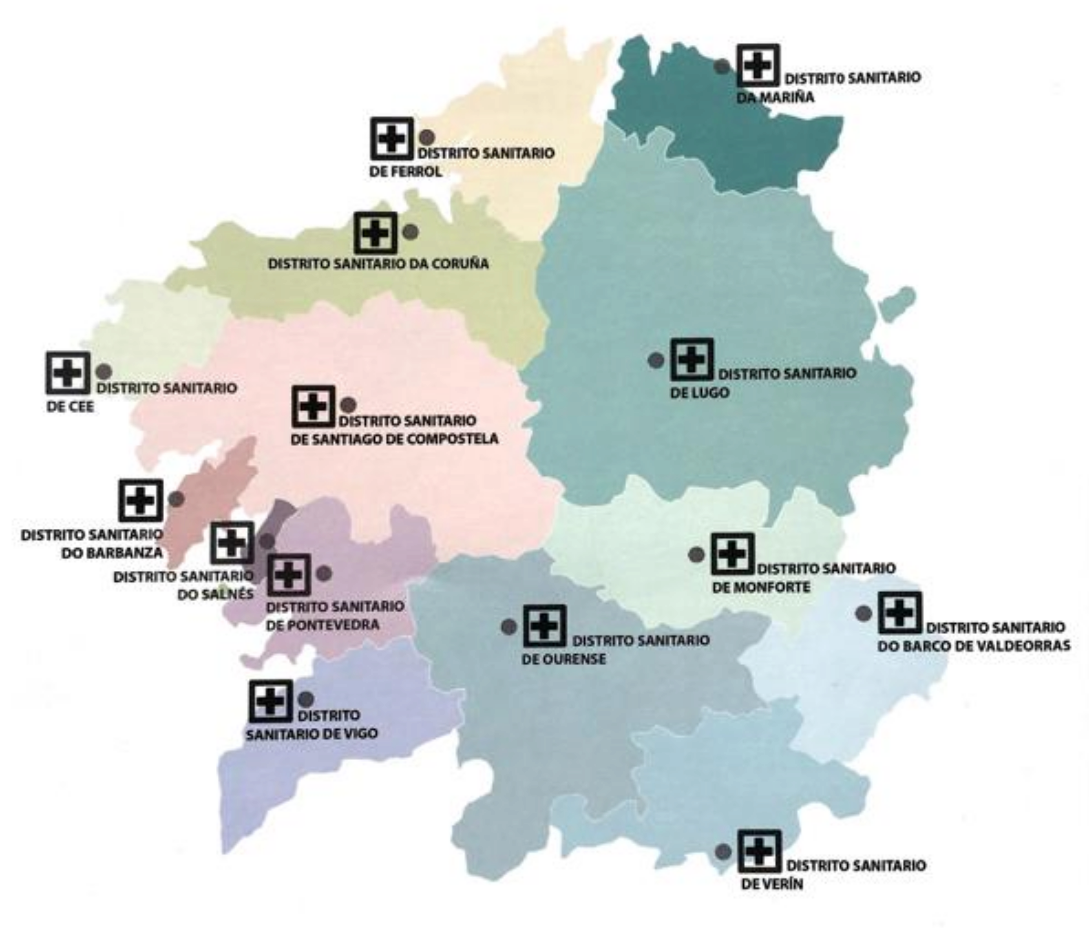 DISTRITO SANITARIO
DA MARIÑA
DISTRITO SANITARIO
DE FERROL
DISTRITO SANITARIO DA CORUÑA
DISTRITO SANITARIO
DE CEE
DISTRITO SANITARIO
DE LUGO
DISTRITO SANITARIO
DE SANTIAGO DE COMPOSTELA
DISTRITO SANITARIO
DO BARBANZA
DISTRITO SANITARIO
DO SALNÉS
DISTRITO SANITARIO
DE PONTEVEDRA
DISTRITO SANITARIO
DE MONFORTE
DISTRITO SANITARIO
DE OURENSE
DISTRITO SANITARIO
DO BARCO DE VALDEORRAS
DISTRITO
SANITARIO DE VIGO
DISTRITO SANITARIO
DE VERÍN